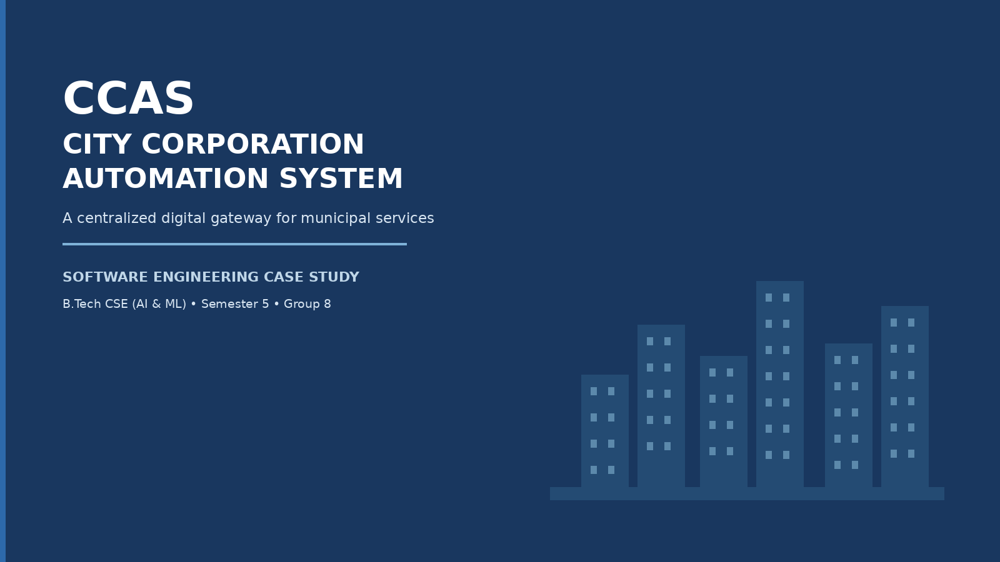 CCAS
CITY CORPORATION
AUTOMATION SYSTEM
A centralized digital gateway for municipal services
SOFTWARE ENGINEERING CASE STUDY
B.Tech CSE (AI & ML) • Semester 5 • Group 8